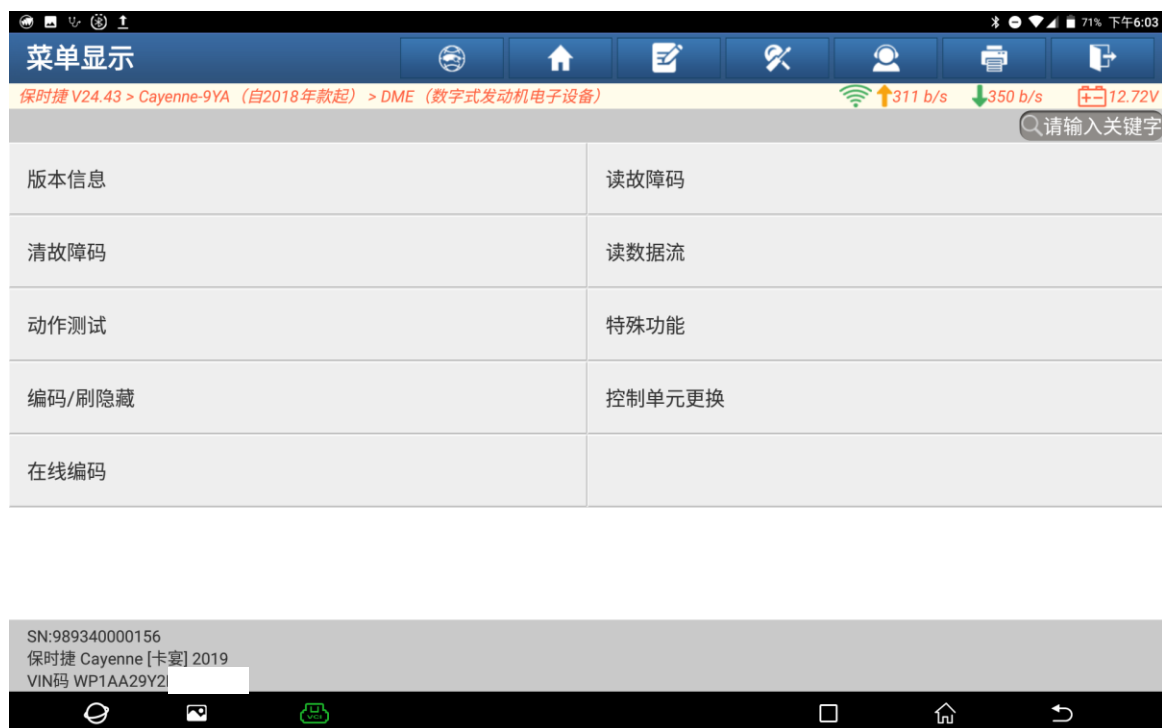 71% 下午6:03
菜单显示
保时捷 V24.43 > Cayenne-9YA（自2018年款起） > DME（数字式发动机电子设备）
311 b/s 350 b/s 12.72V
请输入关键字
版本信息 读故障码
清故障码 读数据流
动作测试 特殊功能
编码/刷隐藏 控制单元更换
在线编码
SN:989340000156
保时捷 Cayenne [卡宴] 2019
VIN码 WP1AA29Y2
VCI